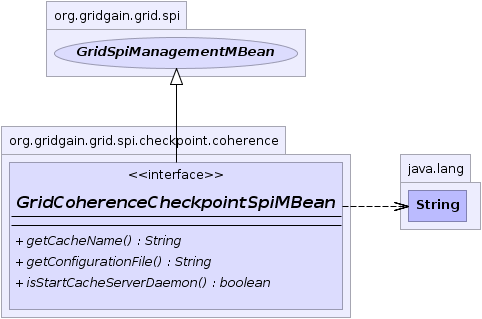 org.gridgain.grid.spi
GridSpiManagementMBean
org.gridgain.grid.spi.checkpoint.coherence
<<interface>>
GridCoherenceCheckpointSpiMBean
+ getCacheName() : String
+ getConfigurationFile() : String
+ isStartCacheServerDaemon() : boolean
java.lang
String